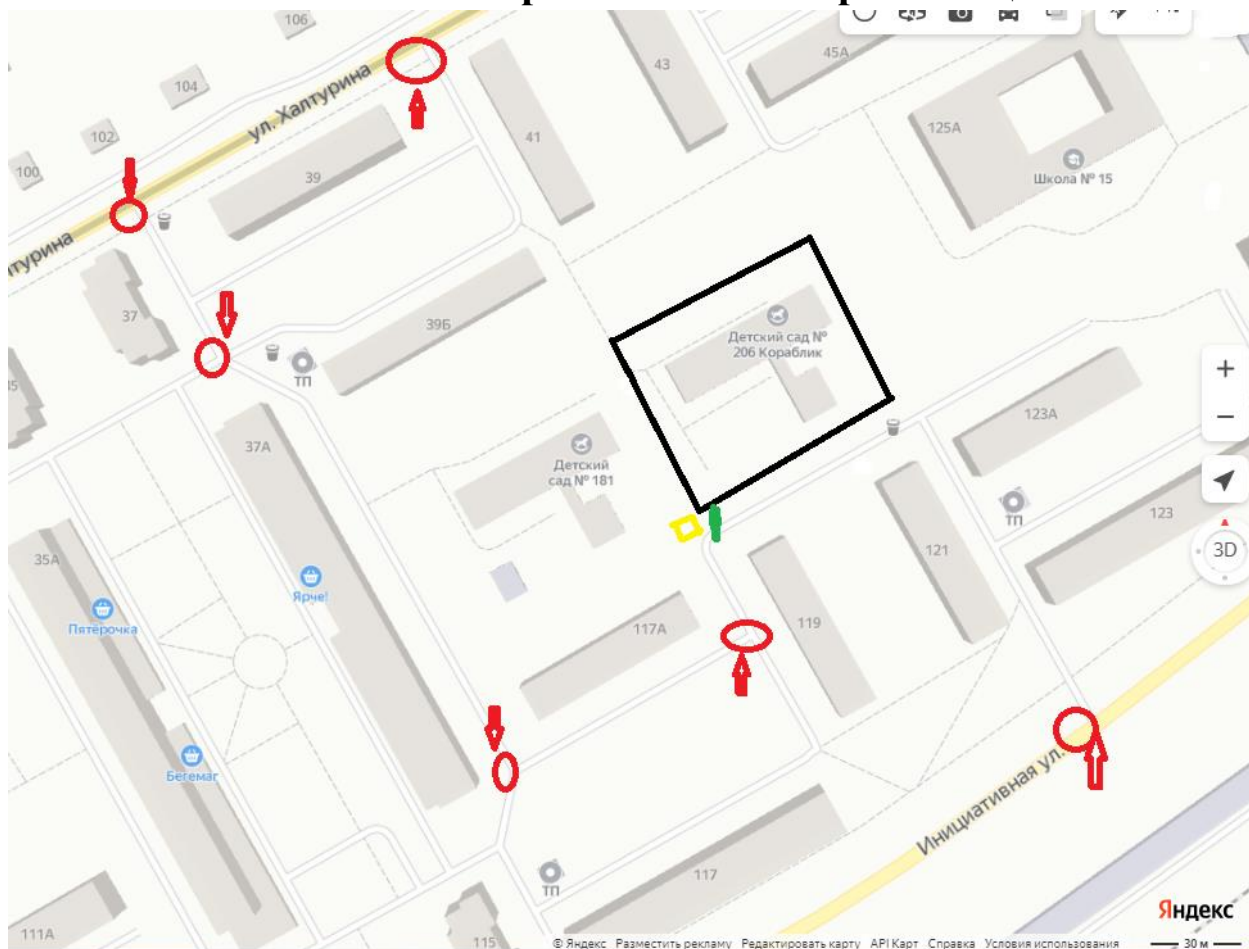 106
45А
43
104
ул. Халтурина
102
41
125А
100
39
Школа № 15
37
39Б
Детский сад №
206 Кораблик
ТП
123А
37А
Детский
сад № 181
ТП
123
3D
35А
121
Ярче!
Пятёрочка
117А
119
Бегемаг
Инициативная ул.
117
ТП
Яндекс
111А
115
© Яндекс Разместить рекламу Редактировать карту API Карт Справка Условия использования 30 м